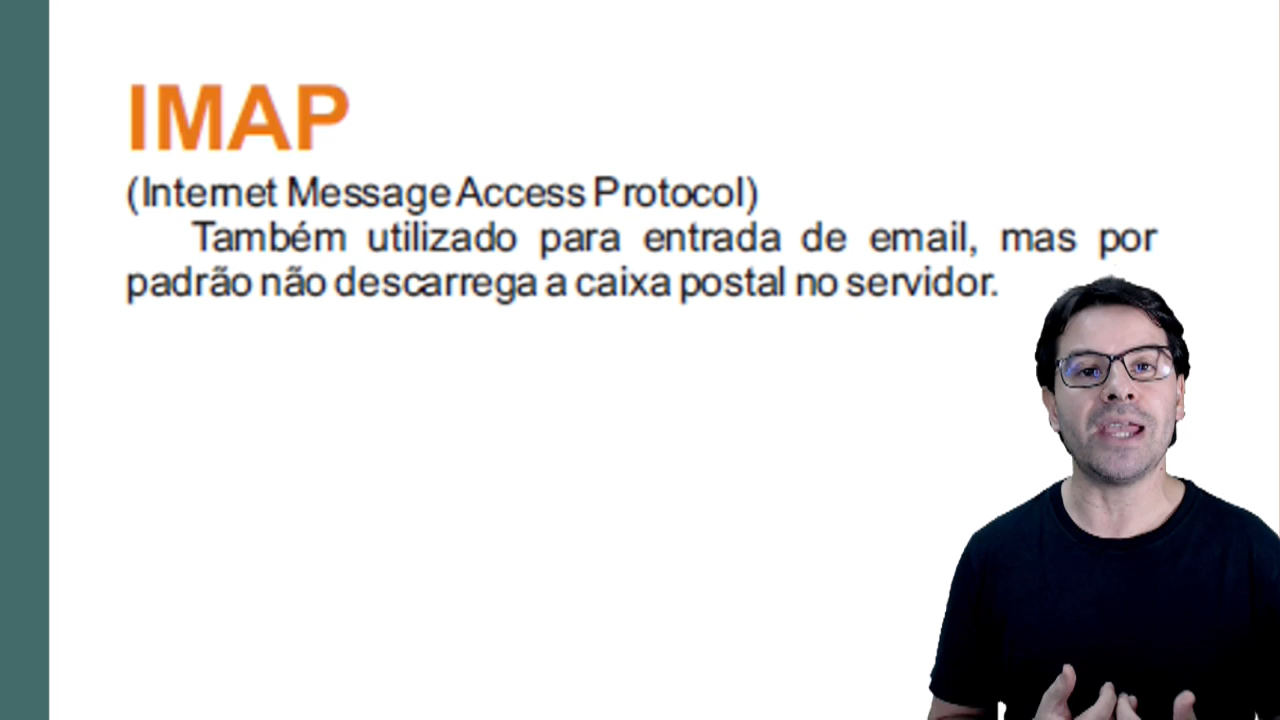 IMAP
(Internet Message Access Protocol)
Também utilizado para entrada de email, mas por
padrão não descarrega a caixa postal no servidor.